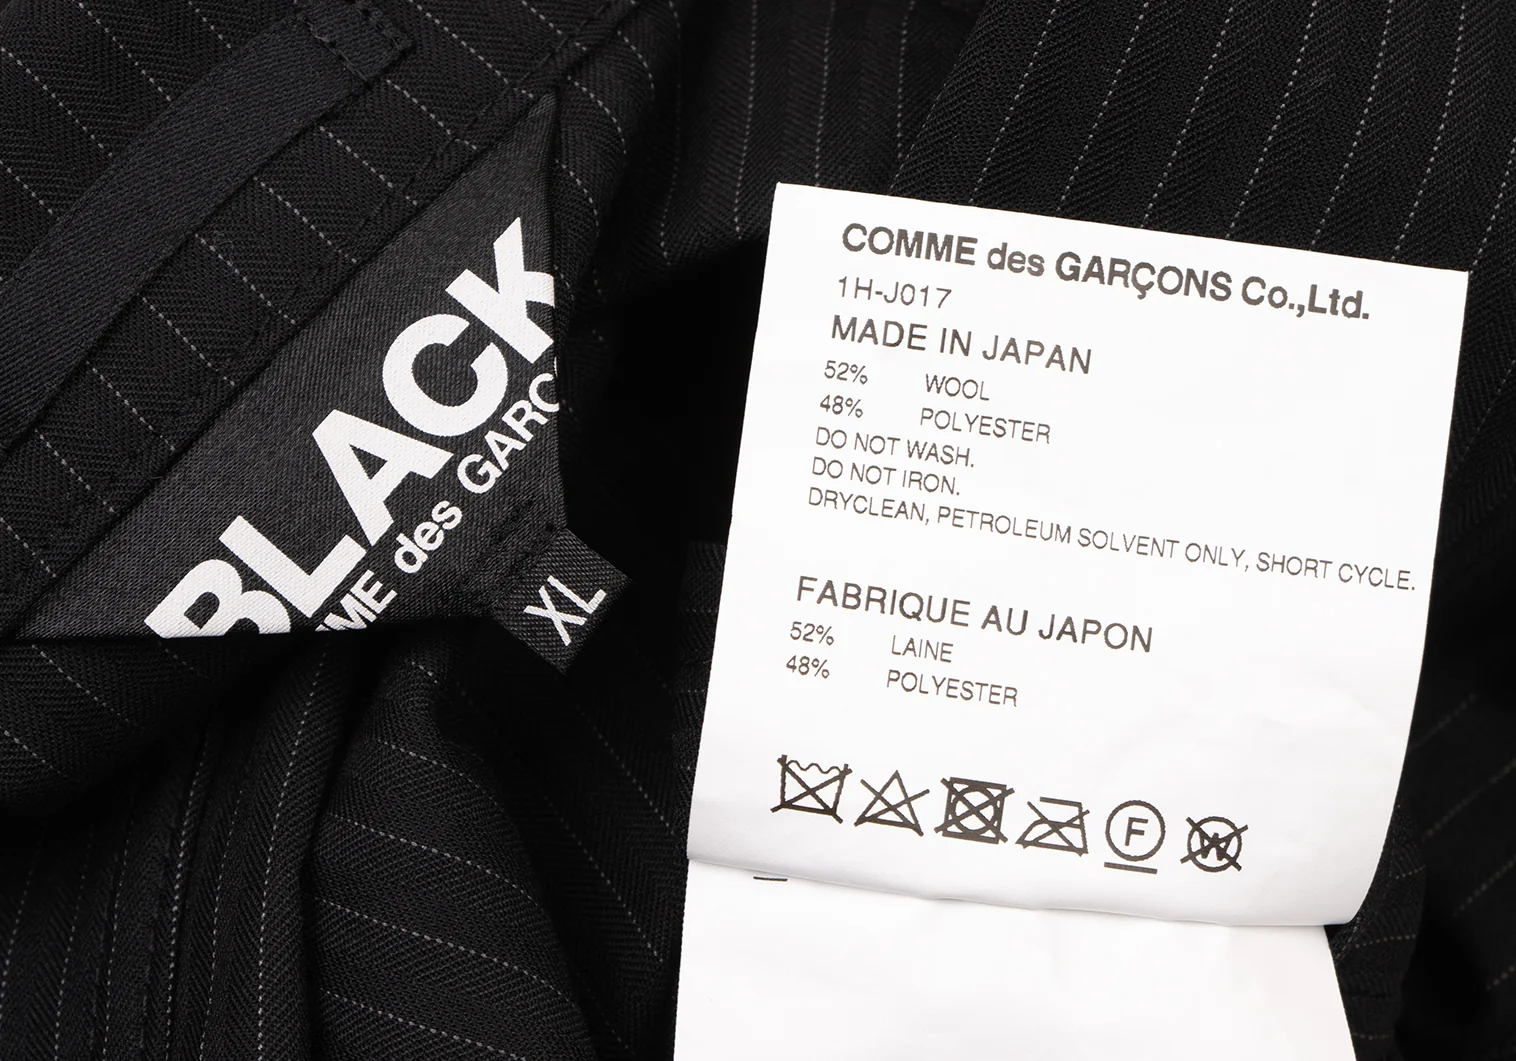 BLACK
des GARÇ
XL
COMME des GARÇONS Co.,Ltd.
1H-J017
MADE IN JAPAN
52% WOOL
48% POLYESTER
DO NOT WASH.
DO NOT IRON.
DRYCLEAN, PETROLEUM SOLVENT ONLY, SHORT CYCLE.
FABRIQUE AU JAPON
52% LAINE
48% POLYESTER
F
W